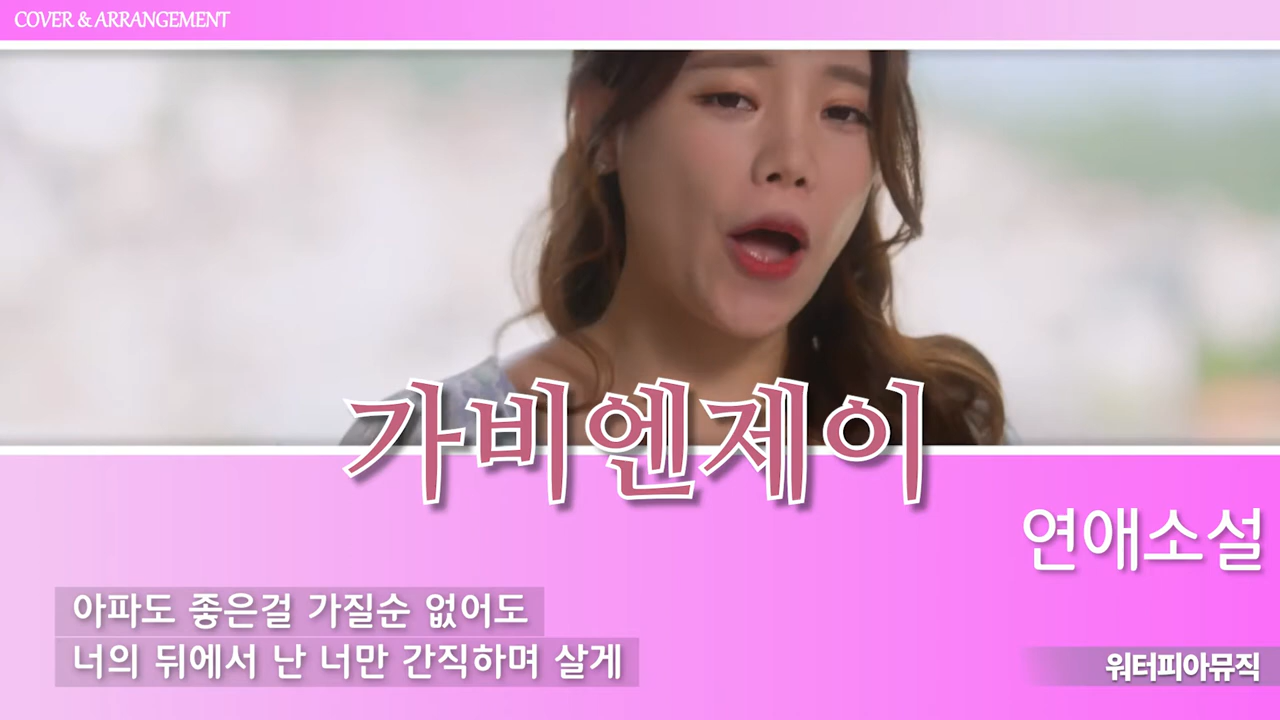 COVER & ARRANGEMENT
가비엔제이
연애소설
아파도 좋은걸 가질순 없어도
너의 뒤에서 난 너만 간직하며 살게
워터피아뮤직